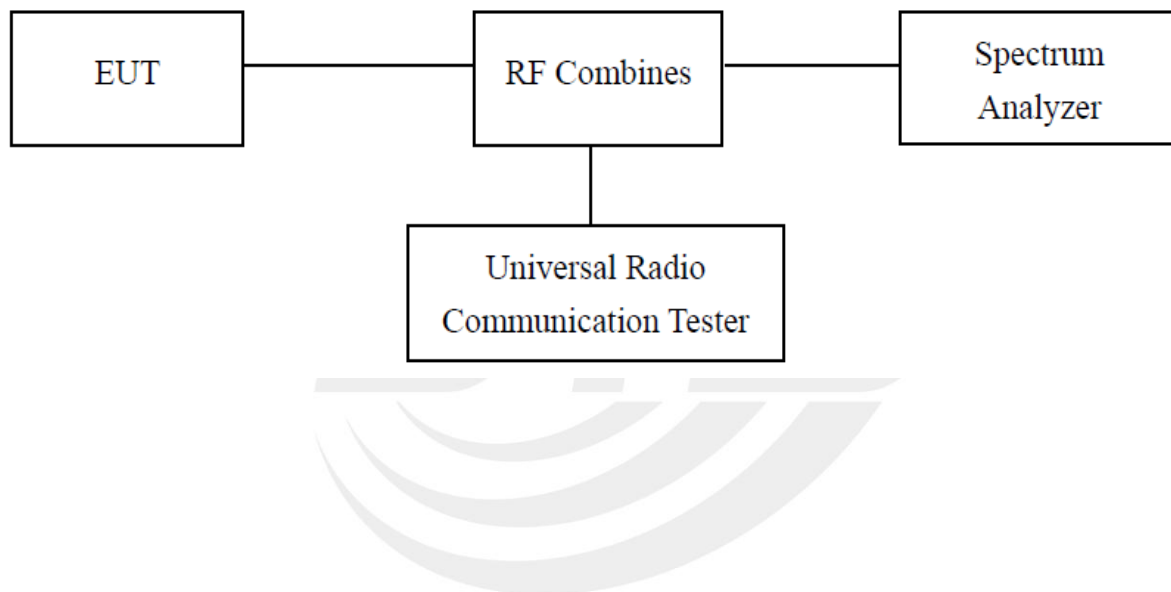 EUT
RF Combines
Spectrum
Analyzer
Universal Radio
Communication Tester